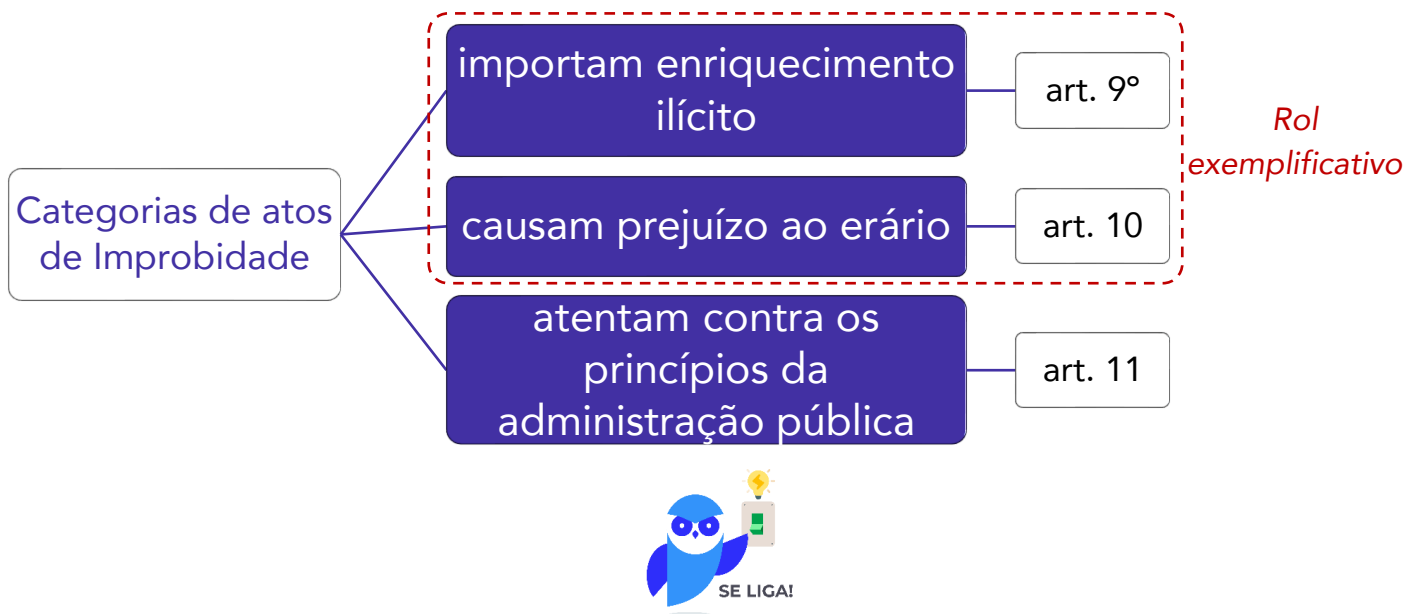 importam enriquecimento
ilícito
art. 9º
Rol
exemplificativo
Categorias de atos
de Improbidade
causam prejuízo ao erário
art. 10
atentam contra os
princípios da
administração pública
art. 11
SE LIGA!